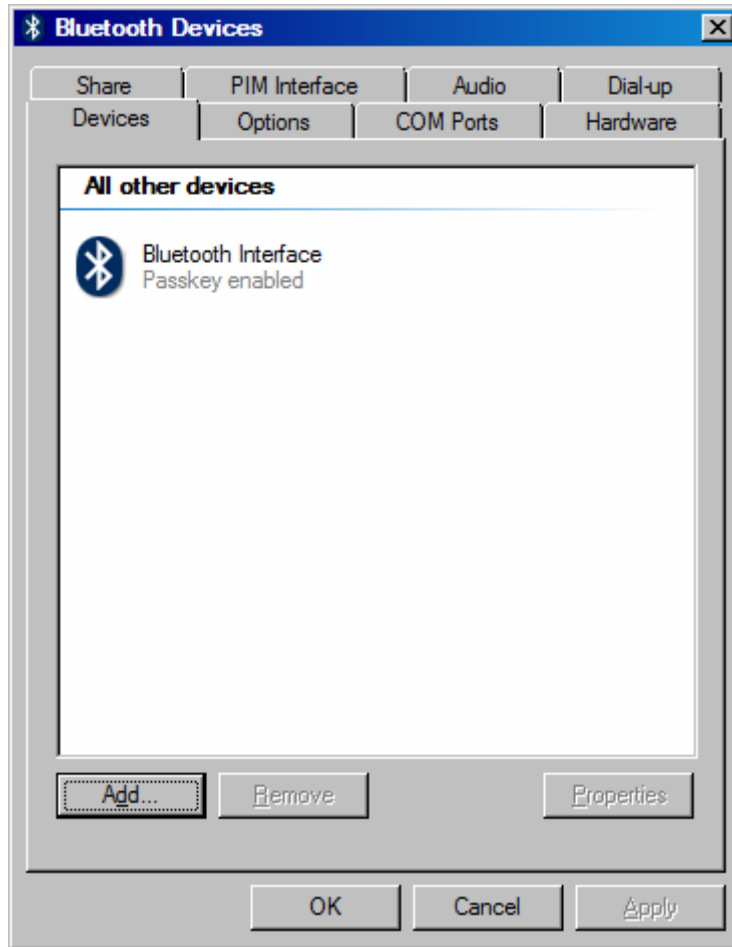 Bluetooth Devices
Share PIM Interface Audio Dial-up
Devices Options COM Ports Hardware
All other devices
Bluetooth Interface
Passkey enabled
Add... Remove Properties
OK Cancel Apply